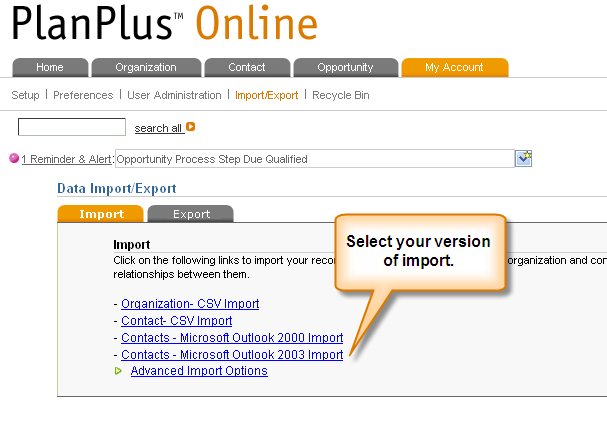 PlanPlus™ Online
Home Organization Contact Opportunity My Account
Setup | Preferences | User Administration | Import/Export | Recycle Bin
search all
1 Reminder & Alert: Opportunity Process Step Due Qualified
Data Import/Export
Import Export
Select your version
of import.
Import
Click on the following links to import your reco organization and con
relationships between them.
- Organization- CSV Import
- Contact- CSV Import
- Contacts - Microsoft Outlook 2000 Import
- Contacts - Microsoft Outlook 2003 Import
Advanced Import Options